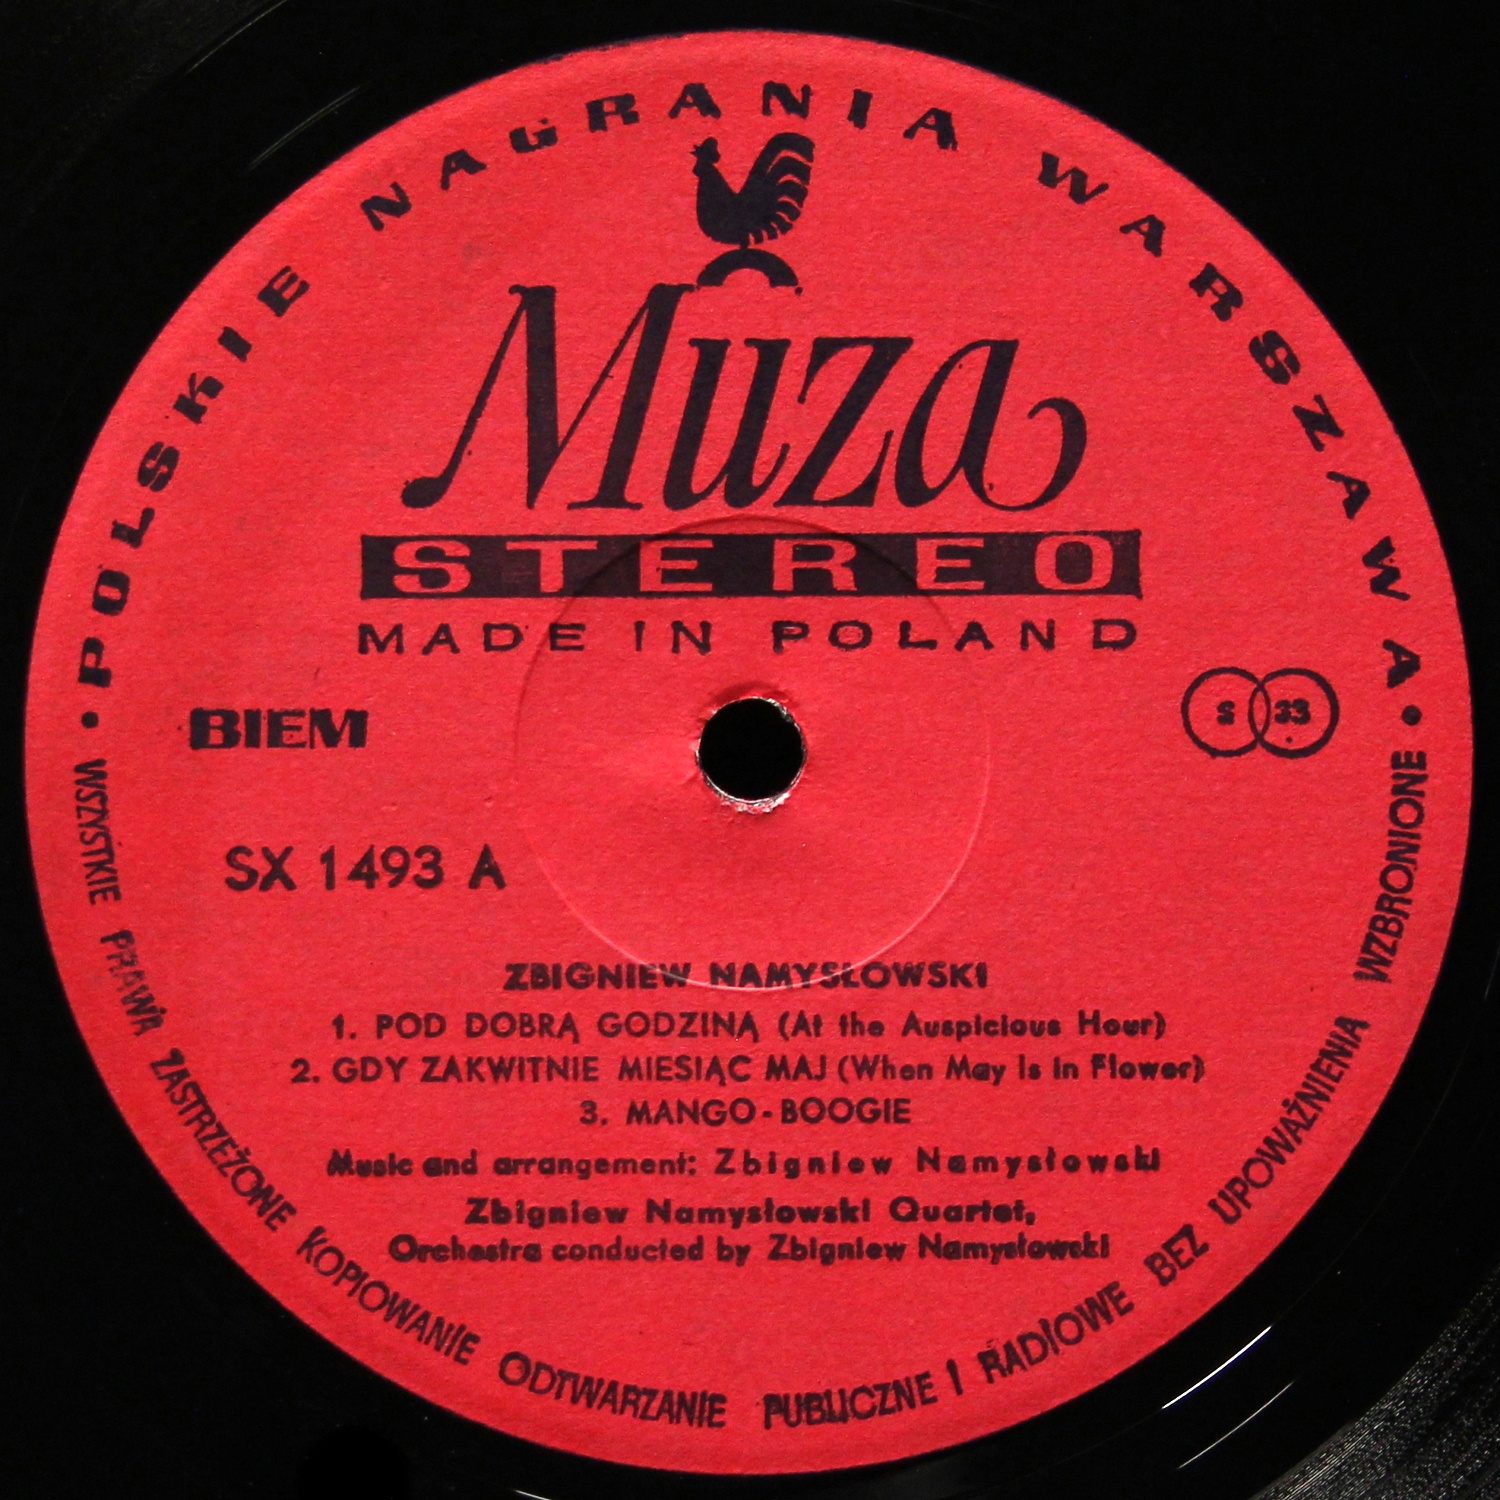 • POLSKIE NAGRANIA WARSZAWA •
Muza
STEREO
MADE IN POLAND
BIEM
S 33
SX 1493 A
ZBIGNIEW NAMYSŁOWSKI
1. POD DOBRĄ GODZINĄ (At the Auspicious Hour)
2. GDY ZAKWITNIE MIESIĄC MAJ (When May is in Flower)
3. MANGO-BOOGIE
Music and arrangement: Zbigniew Namysłowski
Zbigniew Namysłowski Quartet,
Orchestra conducted by Zbigniew Namysłowski
WSZYSTKIE PRAWA ZASTRZEŻONE KOPIOWANIE ODTWARZANIE PUBLICZNE I RADIOWE BEZ UPOWAŻNIENIA WZBRONIONE